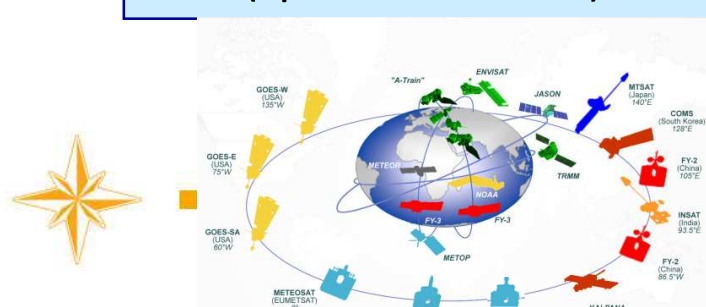 "A-Train"
ENVISAT
JASON
GOES-W
(USA)
135°W
MTSAT
(Japan)
140°E
COMS
(South Korea)
128°E
GOES-E
(USA)
75°W
METEOR
TRMM
FY-2
(China)
105°E
NOAA
INSAT
(India)
93.5°E
FY-3
FY-3
GOES-SA
(USA)
60°W
METOP
FY-2
(China)
86.5°W
METEOSAT
(EUMETSAT)